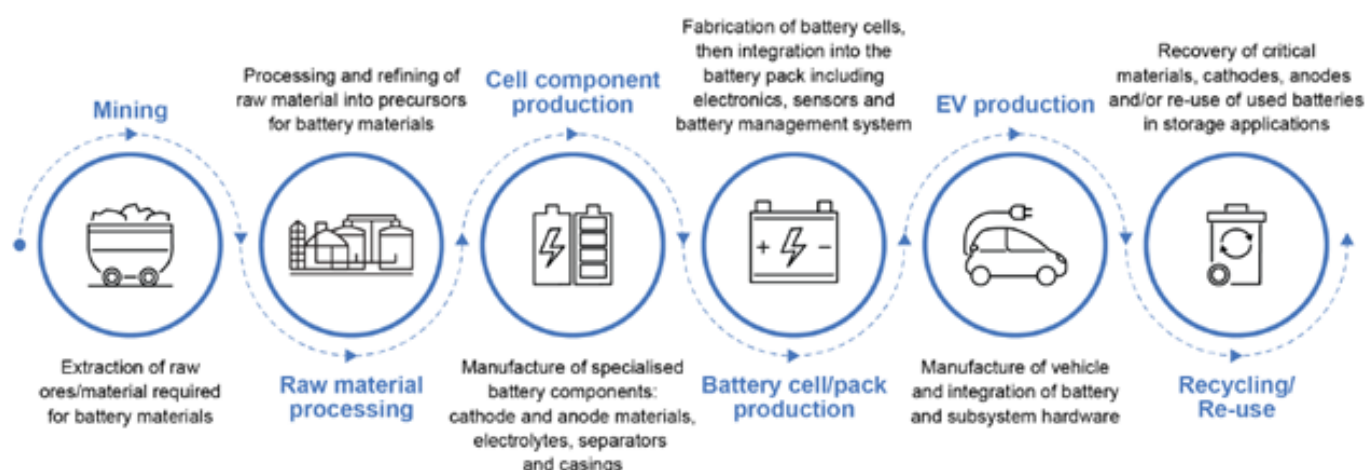 Mining
Extraction of raw
ores/material required
for battery materials
Processing and refining of
raw material into precursors
for battery materials
Raw material
processing
Cell component
production
Manufacture of specialised
battery components:
cathode and anode materials,
electrolytes, separators
and casings
Fabrication of battery cells,
then integration into the
battery pack including
electronics, sensors and
battery management system
Battery cell/pack
production
EV production
Manufacture of vehicle
and integration of battery
and subsystem hardware
Recovery of critical
materials, cathodes, anodes
and/or re-use of used batteries
in storage applications
Recycling/
Re-use